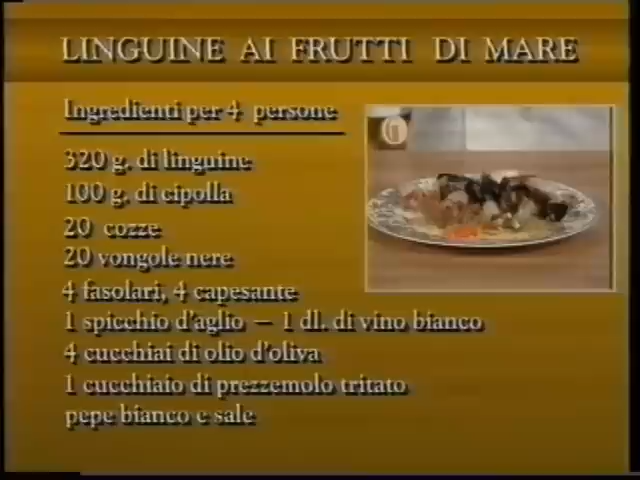 LINGUINE AI FRUTTI DI MARE
Ingredienti per 4 persone
320 g. di linguine
100 g. di cipolla
20 cozze
20 vongole nere
4 fasolari, 4 capesante
1 spicchio d'aglio – 1 dl. di vino bianco
4 cucchiai di olio d'oliva
1 cucchiaio di prezzemolo tritato
pepe bianco e sale
G